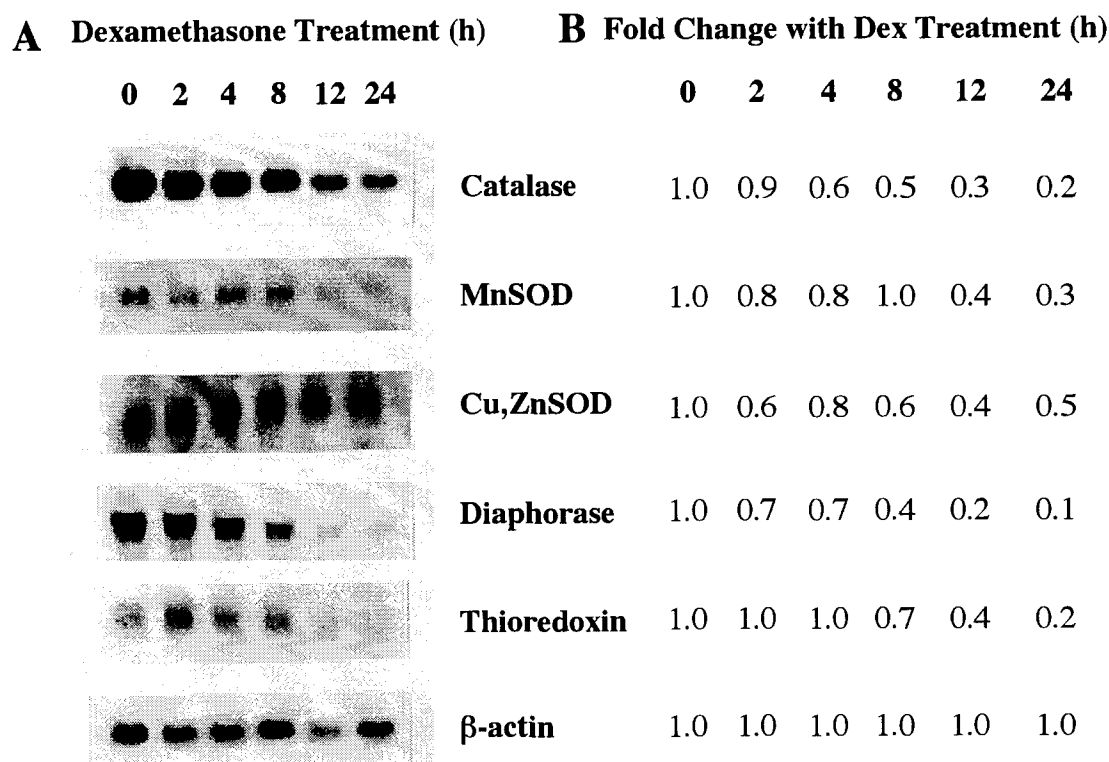 A Dexamethasone Treatment (h) B Fold Change with Dex Treatment (h)
0 2 4 8 12 24 0 2 4 8 12 24
Catalase 1.0 0.9 0.6 0.5 0.3 0.2
MnSOD 1.0 0.8 0.8 1.0 0.4 0.3
Cu,ZnSOD 1.0 0.6 0.8 0.6 0.4 0.5
Diaphorase 1.0 0.7 0.7 0.4 0.2 0.1
Thioredoxin 1.0 1.0 1.0 0.7 0.4 0.2
β-actin 1.0 1.0 1.0 1.0 1.0 1.0